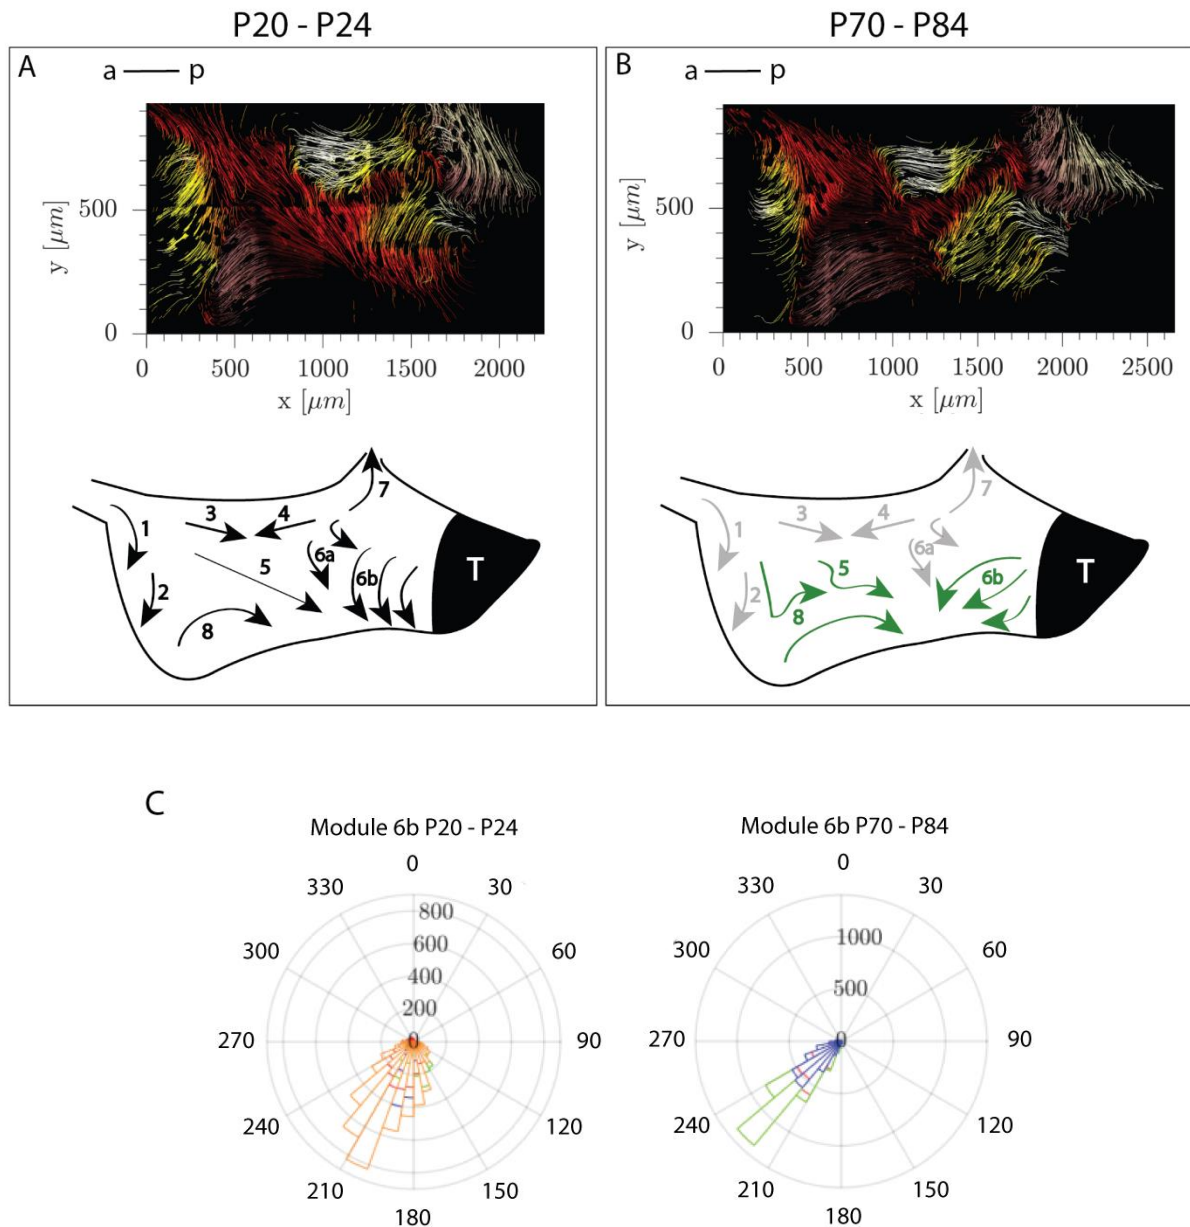 P20 - P24
P70 - P84
A
a — p
500
0
y [μm]
0 500 1000 1500 2000
x [μm]
1
2
3
4
5
6a
6b
7
8
T
B
a — p
500
0
y [μm]
0 500 1000 1500 2000 2500
x [μm]
1
2
3
4
5
6a
6b
7
8
T
C
Module 6b P20 - P24
0
30
60
90
120
150
180
210
240
270
300
330
800
600
400
200
0
Module 6b P70 - P84
0
30
60
90
120
150
180
210
240
270
300
330
1000
500
0